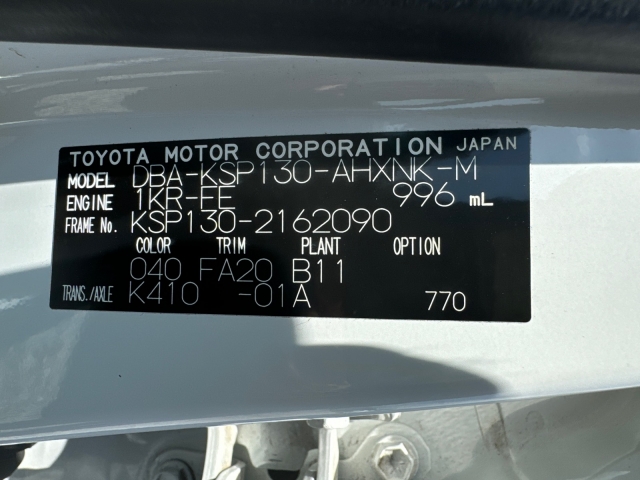 TOYOTA MOTOR CORPORATION JAPAN
MODEL DBA-KSP130-AHXNK-M
ENGINE 1KR-FE 996 mL
FRAME No. KSP130-2162090
COLOR TRIM PLANT OPTION
040 FA20 B11
TRANS./AXLE K410 -01A 770